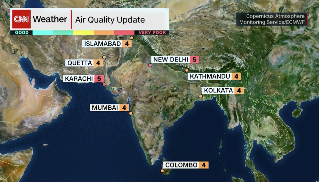 CNN Weather Air Quality Update
Copernicus Atmosphere
Monitoring Service/ECMWF
GOOD VERY POOR
ISLAMABAD 4
QUETTA 4
NEW DELHI 5
KARACHI 5
KATHMANDU 4
KOLKATA 4
MUMBAI 4
COLOMBO 4